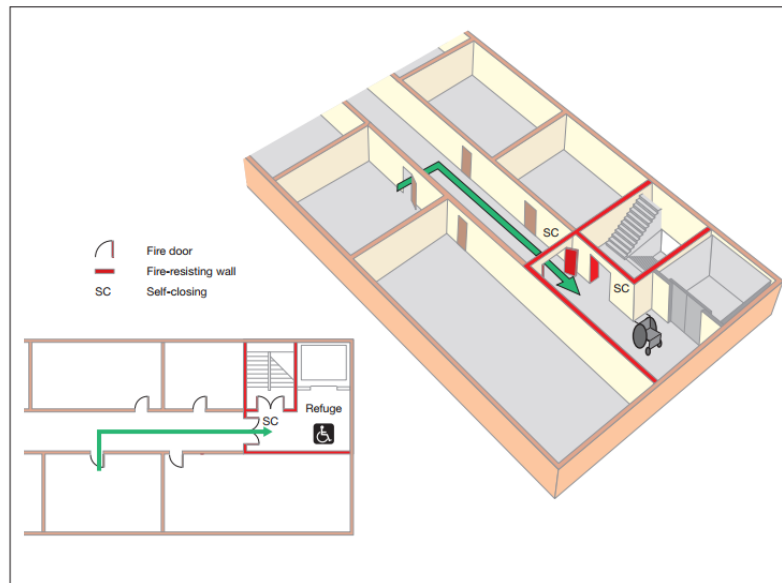 SC
SC
Fire door
Fire-resisting wall
SC Self-closing
Refuge
SC